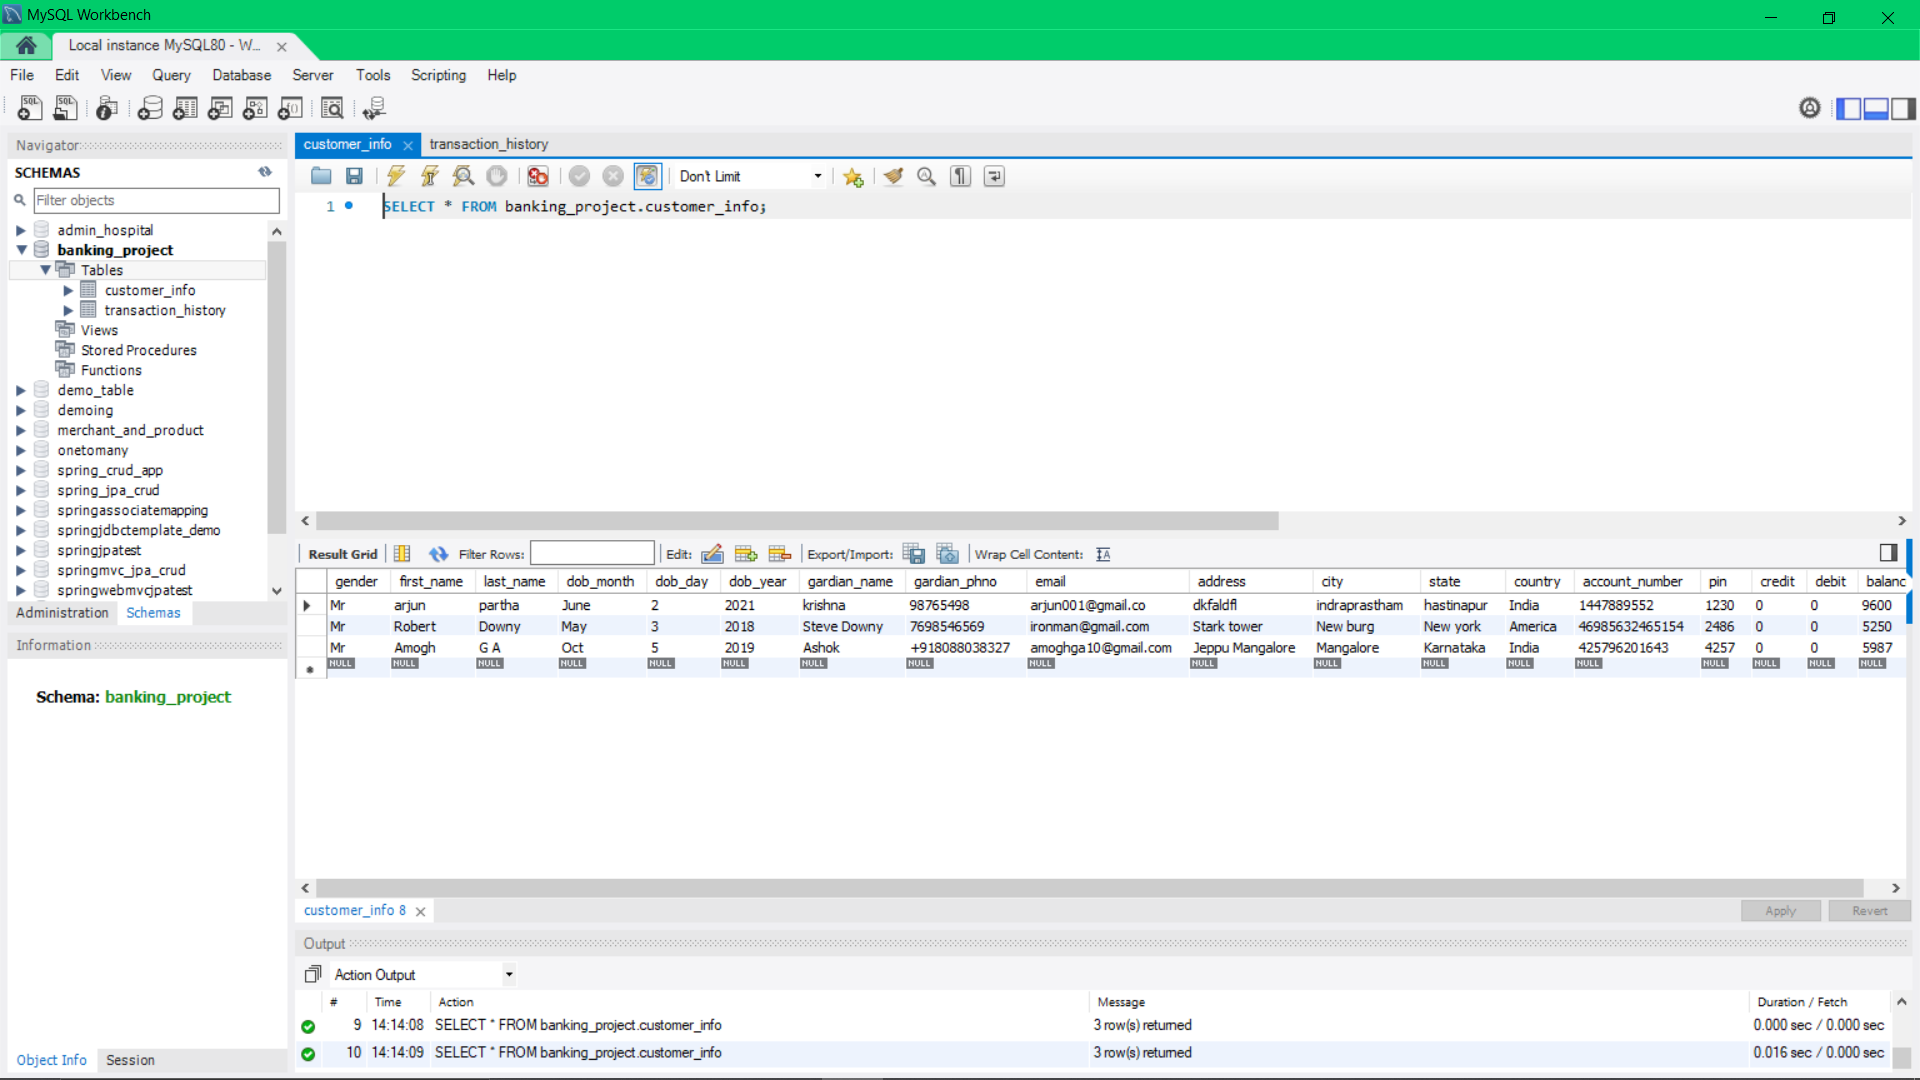 MySQL Workbench
Local instance MySQL80 - W...
File Edit View Query Database Server Tools Scripting Help
Navigator
SCHEMAS
Filter objects
admin_hospital
banking_project
Tables
customer_info
transaction_history
Views
Stored Procedures
Functions
demo_table
demoing
merchant_and_product
onetomany
spring_crud_app
spring_jpa_crud
springassociatemapping
springjdbctemplate_demo
springjpatest
springmvc_jpa_crud
springwebmvcjpatest
Administration Schemas
Information
Schema: banking_project
Object Info Session
customer_info transaction_history
Don't Limit
1 SELECT * FROM banking_project.customer_info;
Result Grid Filter Rows: Edit: Export/Import: Wrap Cell Content:
gender first_name last_name dob_month dob_day dob_year gardian_name gardian_phno email address city state country account_number pin credit debit balanc
Mr arjun partha June 2 2021 krishna 98765498 arjun001@gmail.co dkfaldfl indraprastham hastinapur India 1447889552 1230 0 0 9600
Mr Robert Downy May 3 2018 Steve Downy 7698546569 ironman@gmail.com Stark tower New burg New york America 46985632465154 2486 0 0 5250
Mr Amogh G A Oct 5 2019 Ashok +918088038327 amoghga10@gmail.com Jeppu Mangalore Mangalore Karnataka India 425796201643 4257 0 0 5987
NULL NULL NULL NULL NULL NULL NULL NULL NULL NULL NULL NULL NULL NULL NULL NULL NULL NULL
customer_info 8
Apply Revert
Output
Action Output
# Time Action Message Duration / Fetch
9 14:14:08 SELECT * FROM banking_project.customer_info 3 row(s) returned 0.000 sec / 0.000 sec
10 14:14:09 SELECT * FROM banking_project.customer_info 3 row(s) returned 0.016 sec / 0.000 sec